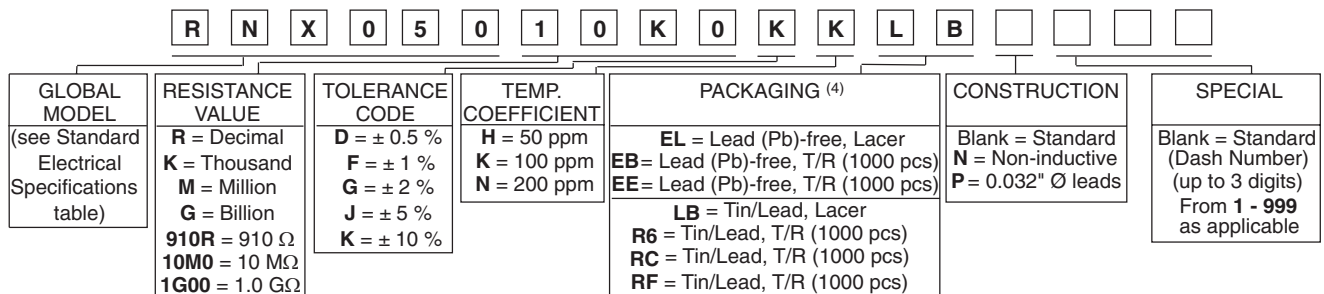 R N X 0 5 0 1 0 K 0 K K L B
GLOBAL MODEL
(see Standard
Electrical
Specifications
table)
RESISTANCE VALUE
R = Decimal
K = Thousand
M = Million
G = Billion
910R = 910 Ω
10M0 = 10 MΩ
1G00 = 1.0 GΩ
TOLERANCE CODE
D = ± 0.5 %
F = ± 1 %
G = ± 2 %
J = ± 5 %
K = ± 10 %
TEMP. COEFFICIENT
H = 50 ppm
K = 100 ppm
N = 200 ppm
PACKAGING (4)
EL = Lead (Pb)-free, Lacer
EB= Lead (Pb)-free, T/R (1000 pcs)
EE= Lead (Pb)-free, T/R (1000 pcs)
LB = Tin/Lead, Lacer
R6 = Tin/Lead, T/R (1000 pcs)
RC = Tin/Lead, T/R (1000 pcs)
RF = Tin/Lead, T/R (1000 pcs)
CONSTRUCTION
Blank = Standard
N = Non-inductive
P= 0.032" Ø leads
SPECIAL
Blank = Standard
(Dash Number)
(up to 3 digits)
From 1 - 999
as applicable